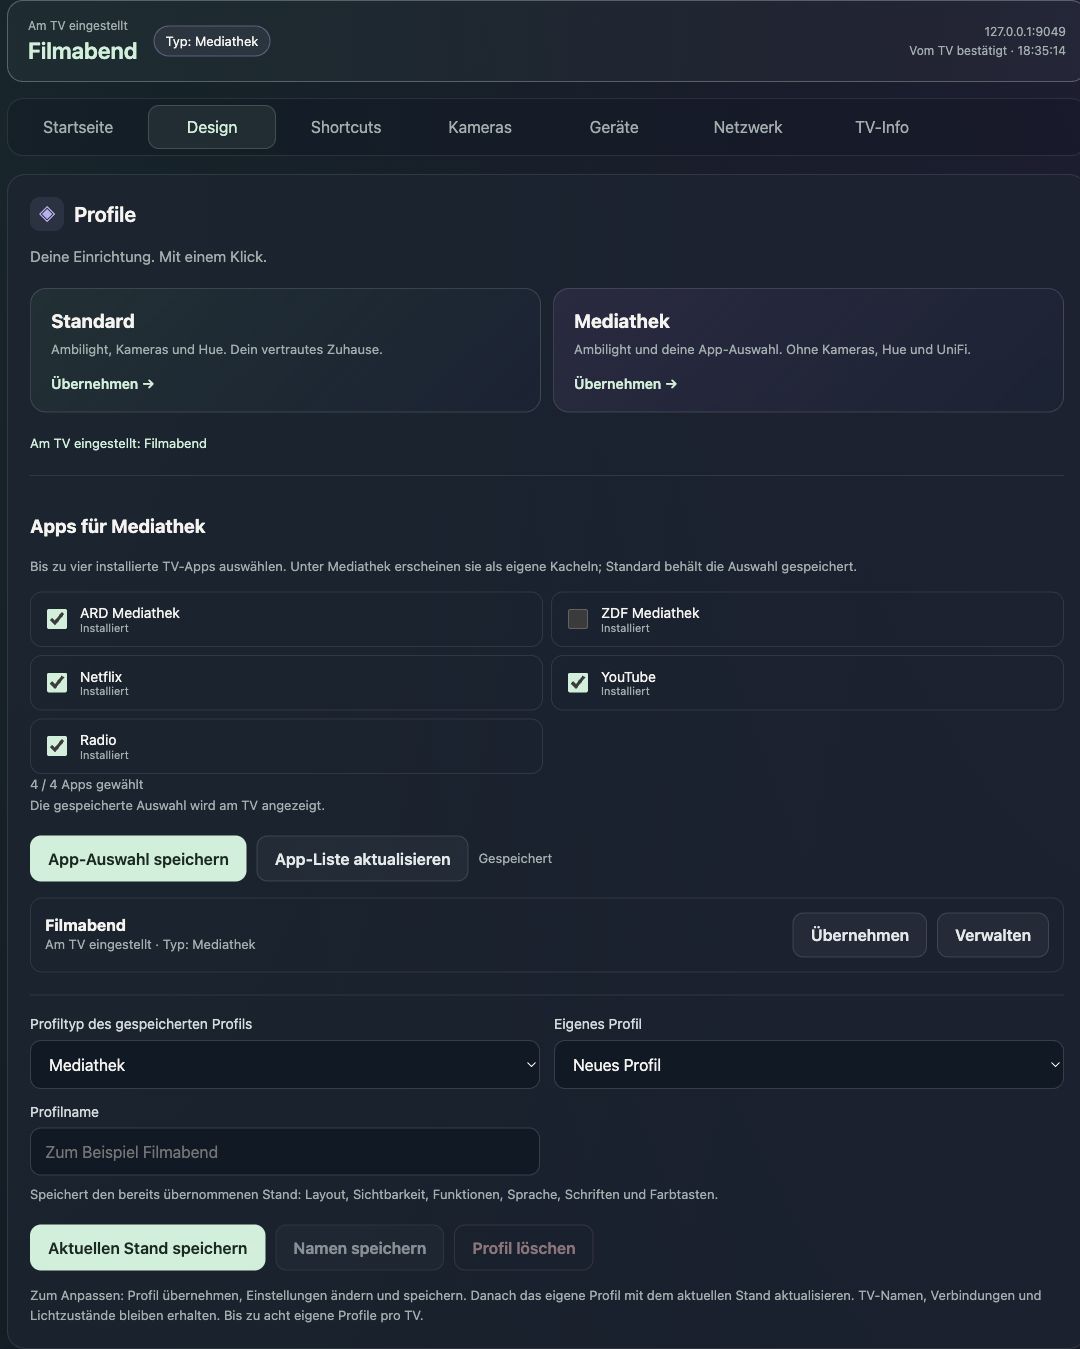 Am TV eingestellt
Filmabend
Typ: Mediathek
127.0.0.1:9049
Vom TV bestätigt · 18:35:14
Startseite
Design
Shortcuts
Kameras
Geräte
Netzwerk
TV-Info
Profile
Deine Einrichtung. Mit einem Klick.
Standard
Ambilight, Kameras und Hue. Dein vertrautes Zuhause.
Übernehmen →
Mediathek
Ambilight und deine App-Auswahl. Ohne Kameras, Hue und UniFi.
Übernehmen →
Am TV eingestellt: Filmabend
Apps für Mediathek
Bis zu vier installierte TV-Apps auswählen. Unter Mediathek erscheinen sie als eigene Kacheln; Standard behält die Auswahl gespeichert.
ARD Mediathek
Installiert
ZDF Mediathek
Installiert
Netflix
Installiert
YouTube
Installiert
Radio
Installiert
4 / 4 Apps gewählt
Die gespeicherte Auswahl wird am TV angezeigt.
App-Auswahl speichern
App-Liste aktualisieren
Gespeichert
Filmabend
Am TV eingestellt · Typ: Mediathek
Übernehmen
Verwalten
Profiltyp des gespeicherten Profils
Mediathek
Eigenes Profil
Neues Profil
Profilname
Zum Beispiel Filmabend
Speichert den bereits übernommenen Stand: Layout, Sichtbarkeit, Funktionen, Sprache, Schriften und Farbtasten.
Aktuellen Stand speichern
Namen speichern
Profil löschen
Zum Anpassen: Profil übernehmen, Einstellungen ändern und speichern. Danach das eigene Profil mit dem aktuellen Stand aktualisieren. TV-Namen, Verbindungen und
Lichtzustände bleiben erhalten. Bis zu acht eigene Profile pro TV.